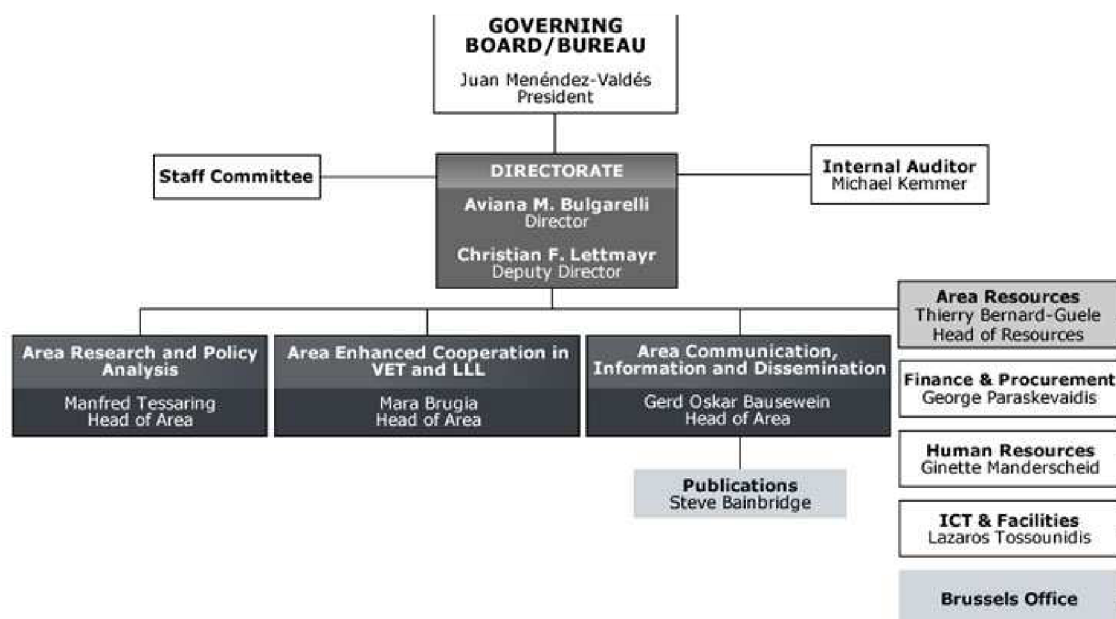 GOVERNING
BOARD/BUREAU
Juan Menéndez-Valdés
President
Staff Committee
DIRECTORATE
Aviana M. Bulgarelli
Director
Christian F. Lettmayr
Deputy Director
Internal Auditor
Michael Kemmer
Area Research and Policy
Analysis
Manfred Tessaring
Head of Area
Area Enhanced Cooperation in
VET and LLL
Mara Brugia
Head of Area
Area Communication,
Information and Dissemination
Gerd Oskar Bausewein
Head of Area
Publications
Steve Bainbridge
Area Resources
Thierry Bernard-Guele
Head of Resources
Finance & Procurement
George Paraskevaidis
Human Resources
Ginette Manderscheid
ICT & Facilities
Lazaros Tossounidis
Brussels Office